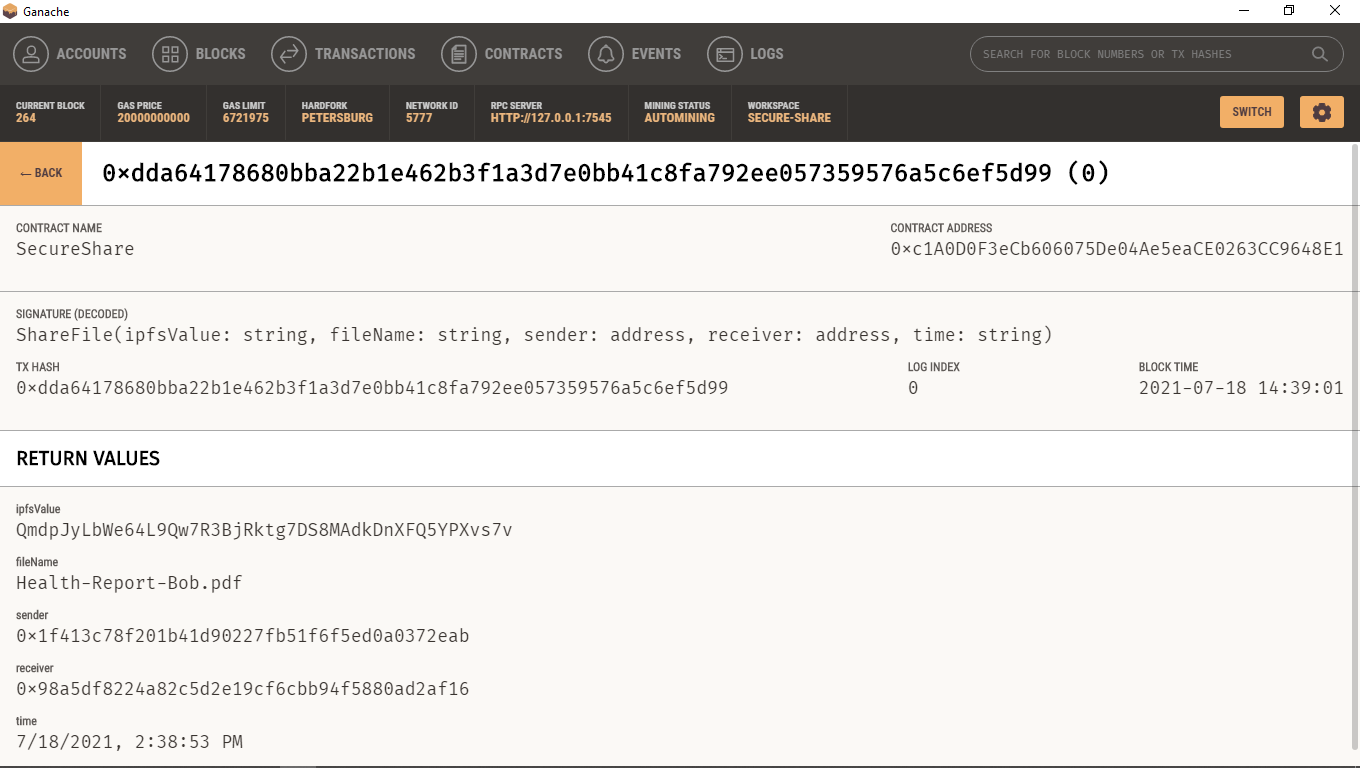 Ganache
ACCOUNTS BLOCKS TRANSACTIONS CONTRACTS EVENTS LOGS SEARCH FOR BLOCK NUMBERS OR TX HASHES
CURRENT BLOCK GAS PRICE GAS LIMIT HARDFORK NETWORK ID RPC SERVER MINING STATUS WORKSPACE
264 20000000000 6721975 PETERSBURG 5777 HTTP://127.0.0.1:7545 AUTOMINING SECURE-SHARE
SWITCH
← BACK 0×dda64178680bba22b1e462b3f1a3d7e0bb41c8fa792ee057359576a5c6ef5d99 (0)
CONTRACT NAME CONTRACT ADDRESS
SecureShare 0×c1A0D0F3eCb606075De04Ae5eaCE0263CC9648E1
SIGNATURE (DECODED)
ShareFile(ipfsValue: string, fileName: string, sender: address, receiver: address, time: string)
TX HASH LOG INDEX BLOCK TIME
0×dda64178680bba22b1e462b3f1a3d7e0bb41c8fa792ee057359576a5c6ef5d99 0 2021-07-18 14:39:01
RETURN VALUES
ipfsValue
QmdpJyLbWe64L9Qw7R3BjRktg7DS8MAdkDnXFQ5YPXvs7v
fileName
Health-Report-Bob.pdf
sender
0×1f413c78f201b41d90227fb51f6f5ed0a0372eab
receiver
0×98a5df8224a82c5d2e19cf6cbb94f5880ad2af16
time
7/18/2021, 2:38:53 PM